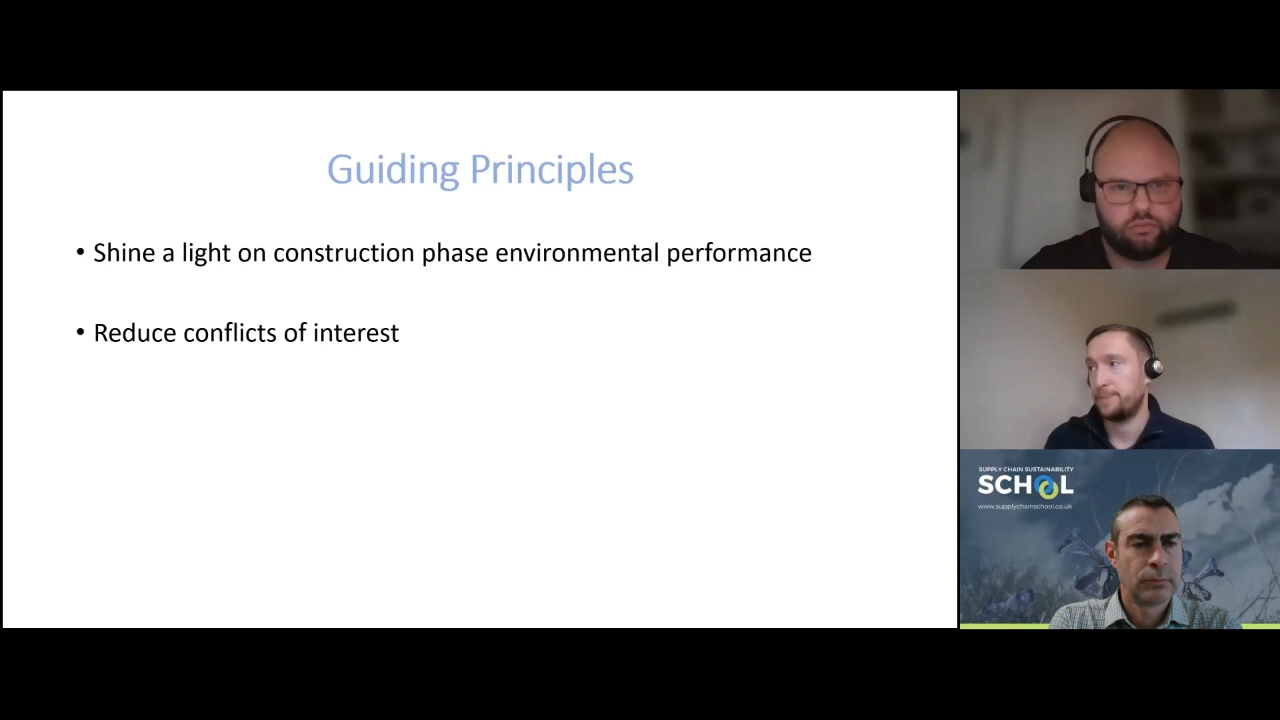 Guiding Principles
• Shine a light on construction phase environmental performance
• Reduce conflicts of interest
SUPPLY CHAIN SUSTAINABILITY
SCHOOL
www.supplychainschool.co.uk